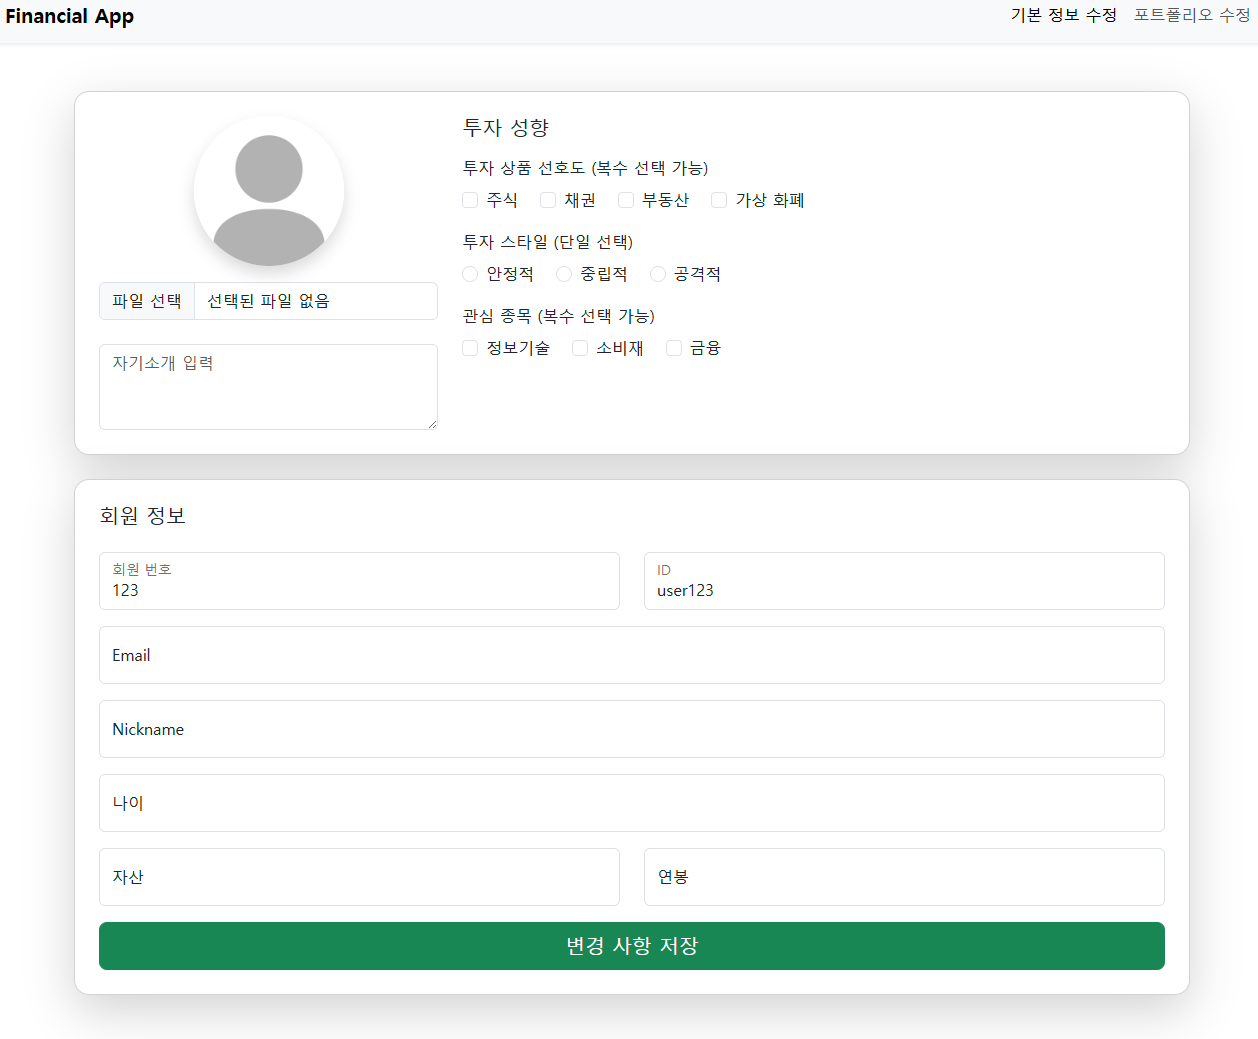 Financial App
기본 정보 수정 포트폴리오 수정
파일 선택 선택된 파일 없음
자기소개 입력
투자 성향
투자 상품 선호도 (복수 선택 가능)
주식 채권 부동산 가상 화폐
투자 스타일 (단일 선택)
안정적 중립적 공격적
관심 종목 (복수 선택 가능)
정보기술 소비재 금융
회원 정보
회원 번호
123
ID
user123
Email
Nickname
나이
자산
연봉
변경 사항 저장